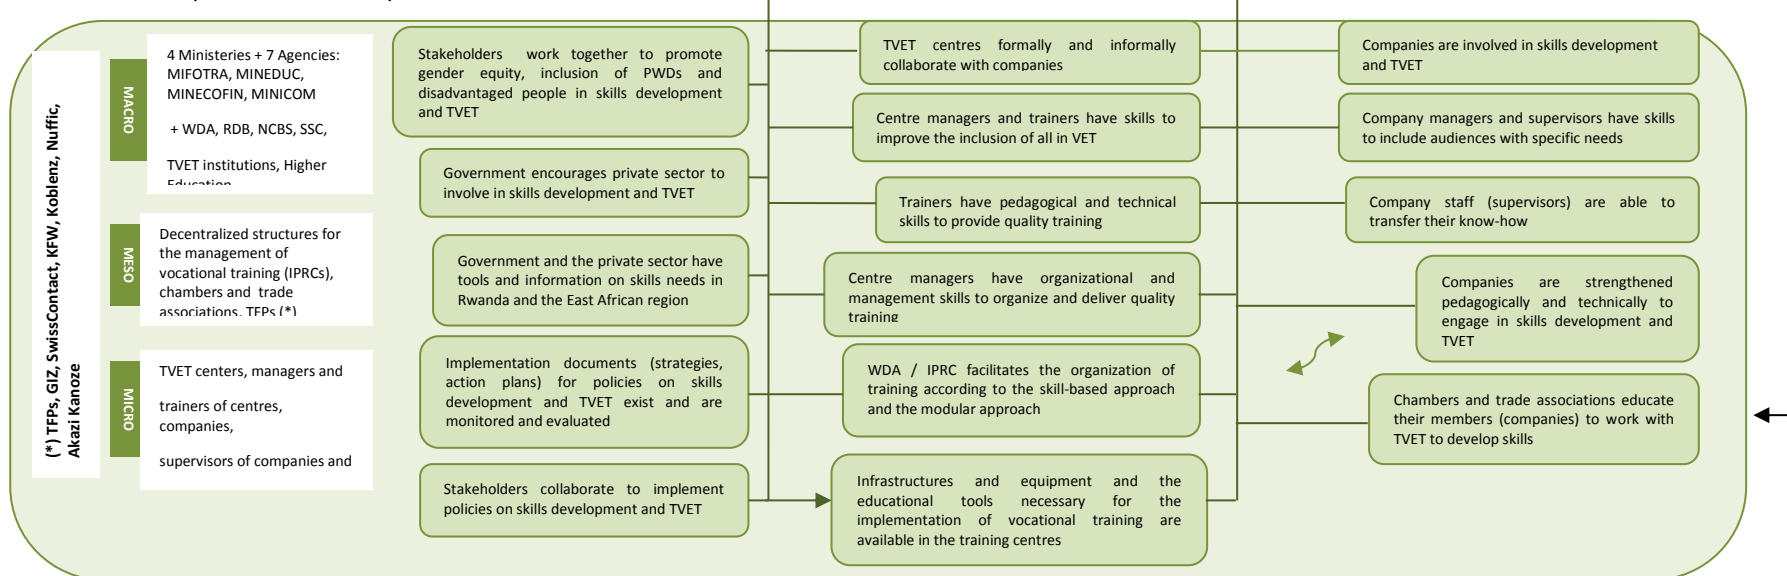 (*) TFPs, GIZ, SwissContact, KFW, Koblenz, Nuffic,
Akazi Kanoze
MACRO
4 Ministeries + 7 Agencies:
MIFOTRA, MINEDUC,
MINECOFIN, MINICOM
+ WDA, RDB, NCBS, SSC,
TVET institutions, Higher
Education
MESO
Decentralized structures for
the management of
vocational training (IPRCs),
chambers and trade
associations, TFPs (*)
MICRO
TVET centers, managers and
trainers of centres,
companies,
supervisors of companies and
Stakeholders work together to promote
gender equity, inclusion of PWDs and
disadvantaged people in skills development
and TVET
Government encourages private sector to
involve in skills development and TVET
Government and the private sector have
tools and information on skills needs in
Rwanda and the East African region
Implementation documents (strategies,
action plans) for policies on skills
development and TVET exist and are
monitored and evaluated
Stakeholders collaborate to implement
policies on skills development and TVET
TVET centres formally and informally
collaborate with companies
Centre managers and trainers have skills to
improve the inclusion of all in VET
Trainers have pedagogical and technical
skills to provide quality training
Centre managers have organizational and
management skills to organize and deliver quality
training
WDA / IPRC facilitates the organization of
training according to the skill-based approach
and the modular approach
Infrastructures and equipment and the
educational tools necessary for the
implementation of vocational training are
available in the training centres
Companies are involved in skills development
and TVET
Company managers and supervisors have skills
to include audiences with specific needs
Company staff (supervisors) are able to
transfer their know-how
Companies are strengthened
pedagogically and technically to
engage in skills development and
TVET
Chambers and trade associations educate
their members (companies) to work with
TVET to develop skills